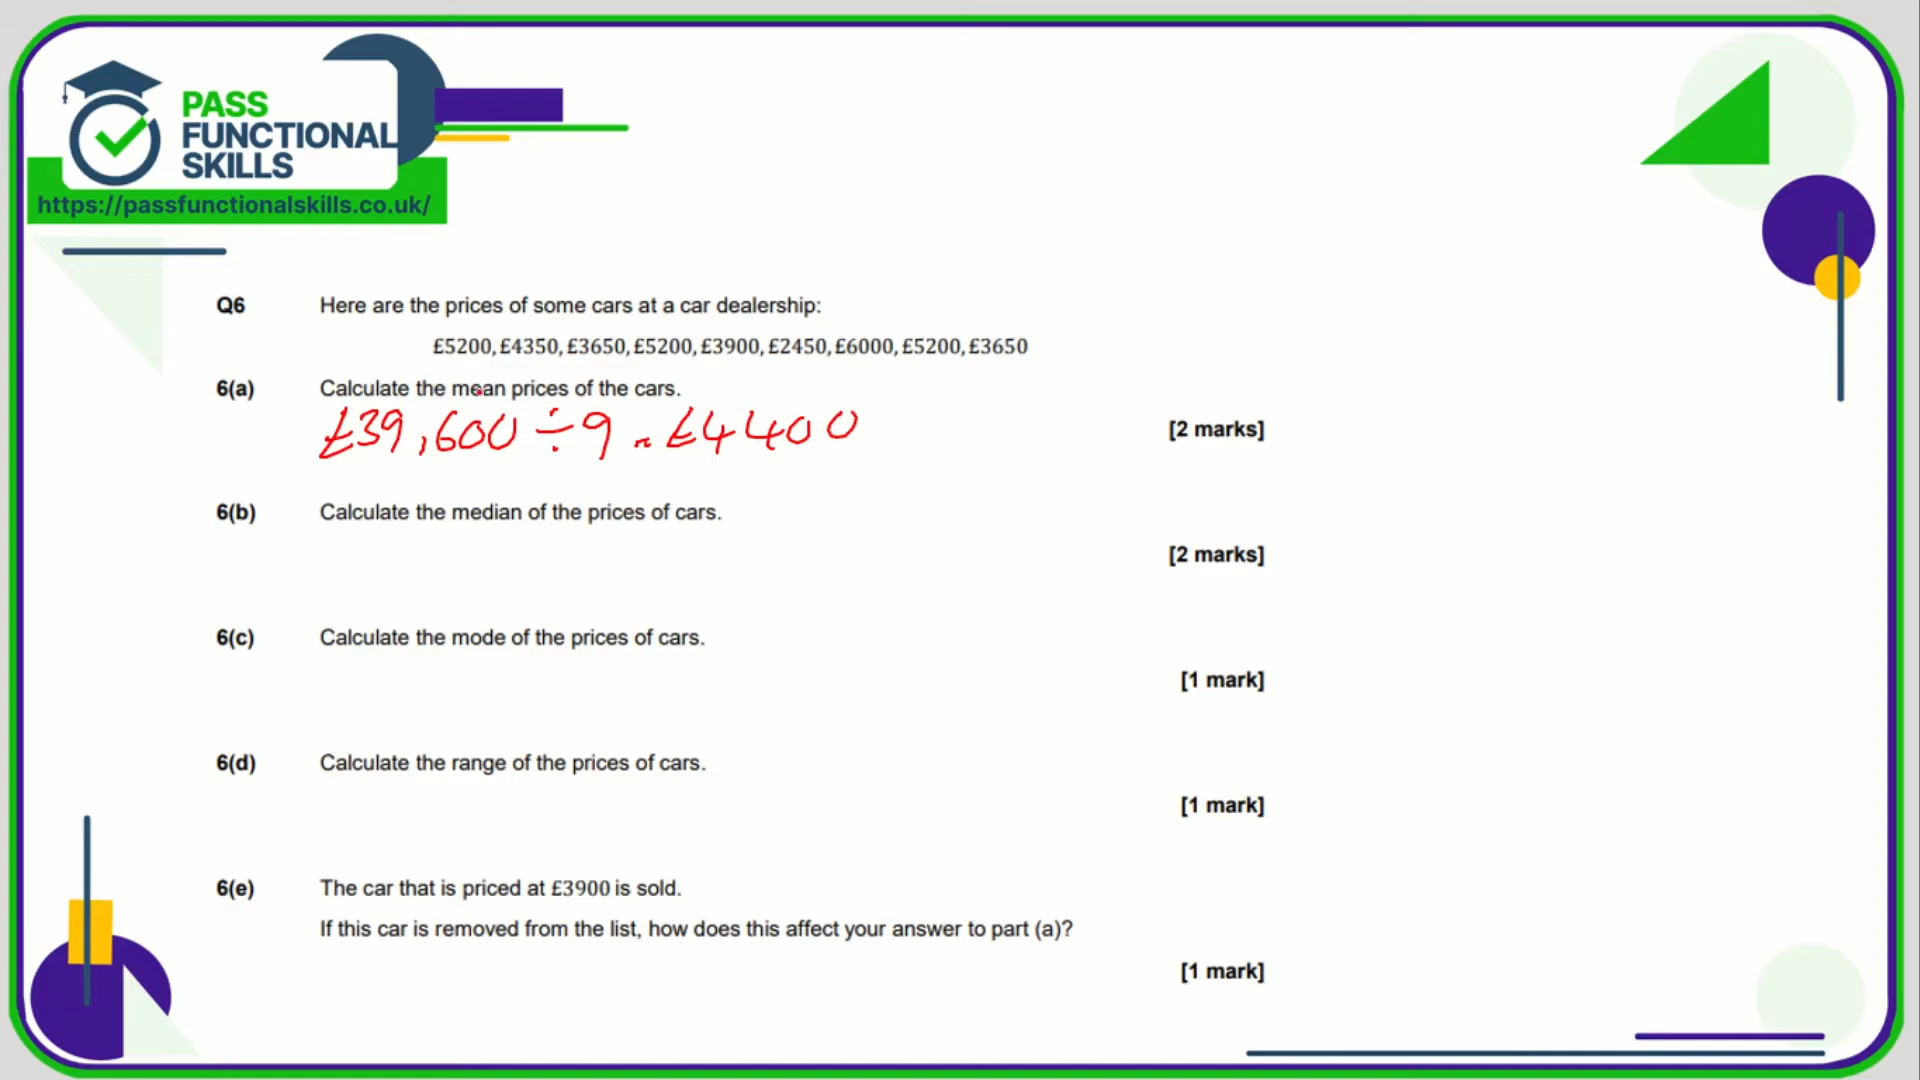 PASS
FUNCTIONAL
SKILLS
https://passfunctionalskills.co.uk/
Q6 Here are the prices of some cars at a car dealership:
£5200, £4350, £3650, £5200, £3900, £2450, £6000, £5200, £3650
6(a) Calculate the mean prices of the cars.
£39,600 ÷ 9 = £4400
[2 marks]
6(b) Calculate the median of the prices of cars.
[2 marks]
6(c) Calculate the mode of the prices of cars.
[1 mark]
6(d) Calculate the range of the prices of cars.
[1 mark]
6(e) The car that is priced at £3900 is sold.
If this car is removed from the list, how does this affect your answer to part (a)?
[1 mark]